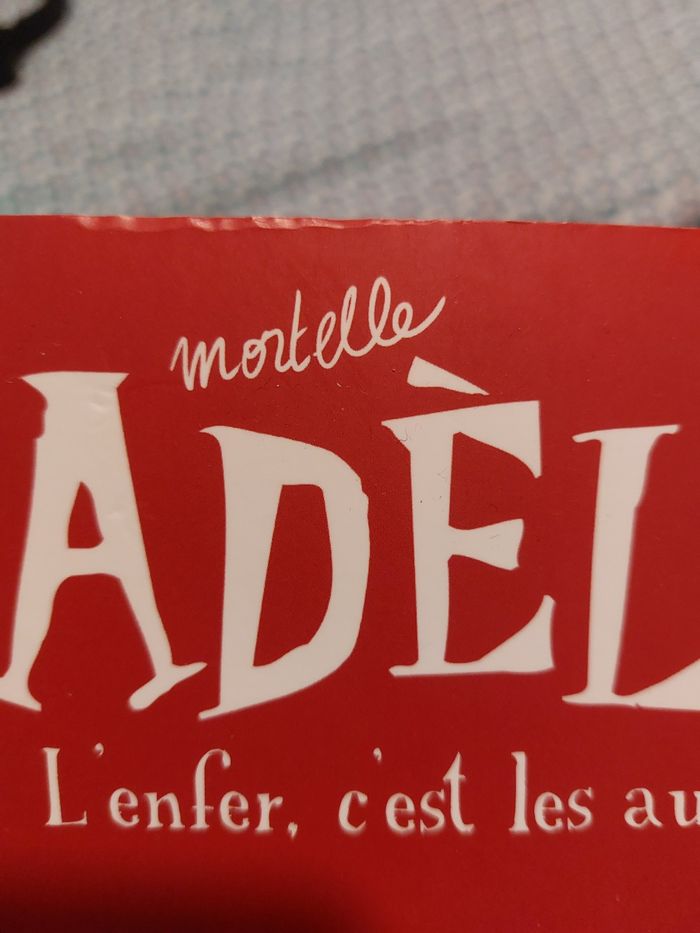 mortelle
ADÈL
L'enfer, c'est les au